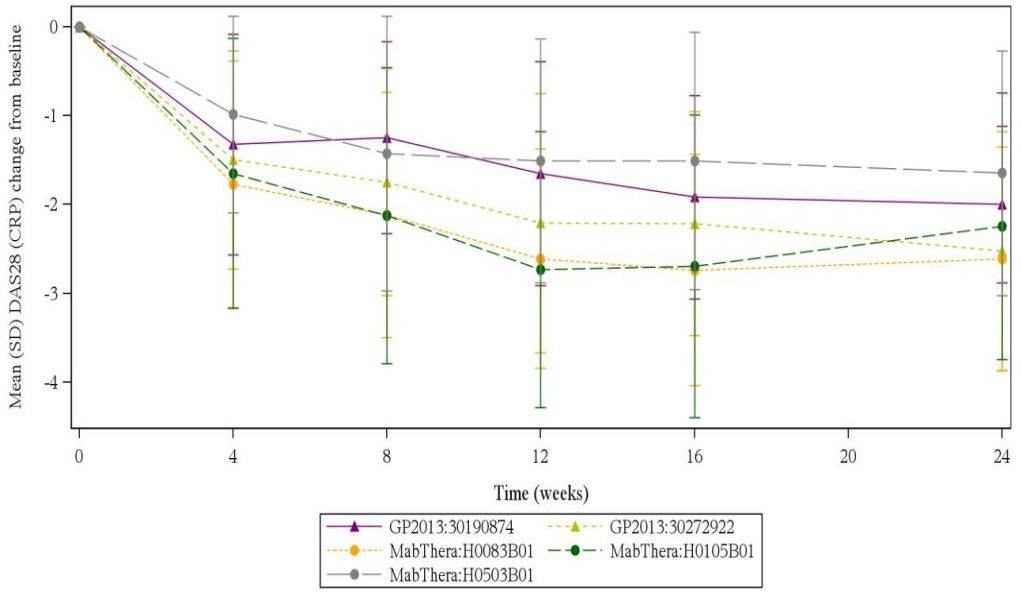 Mean (SD) DAS28 (CRP) change from baseline
0
-1
-2
-3
-4
0 4 8 12 16 20 24
Time (weeks)
GP2013:30190874 GP2013:30272922
MabThera:H0083B01 MabThera:H0105B01
MabThera:H0503B01